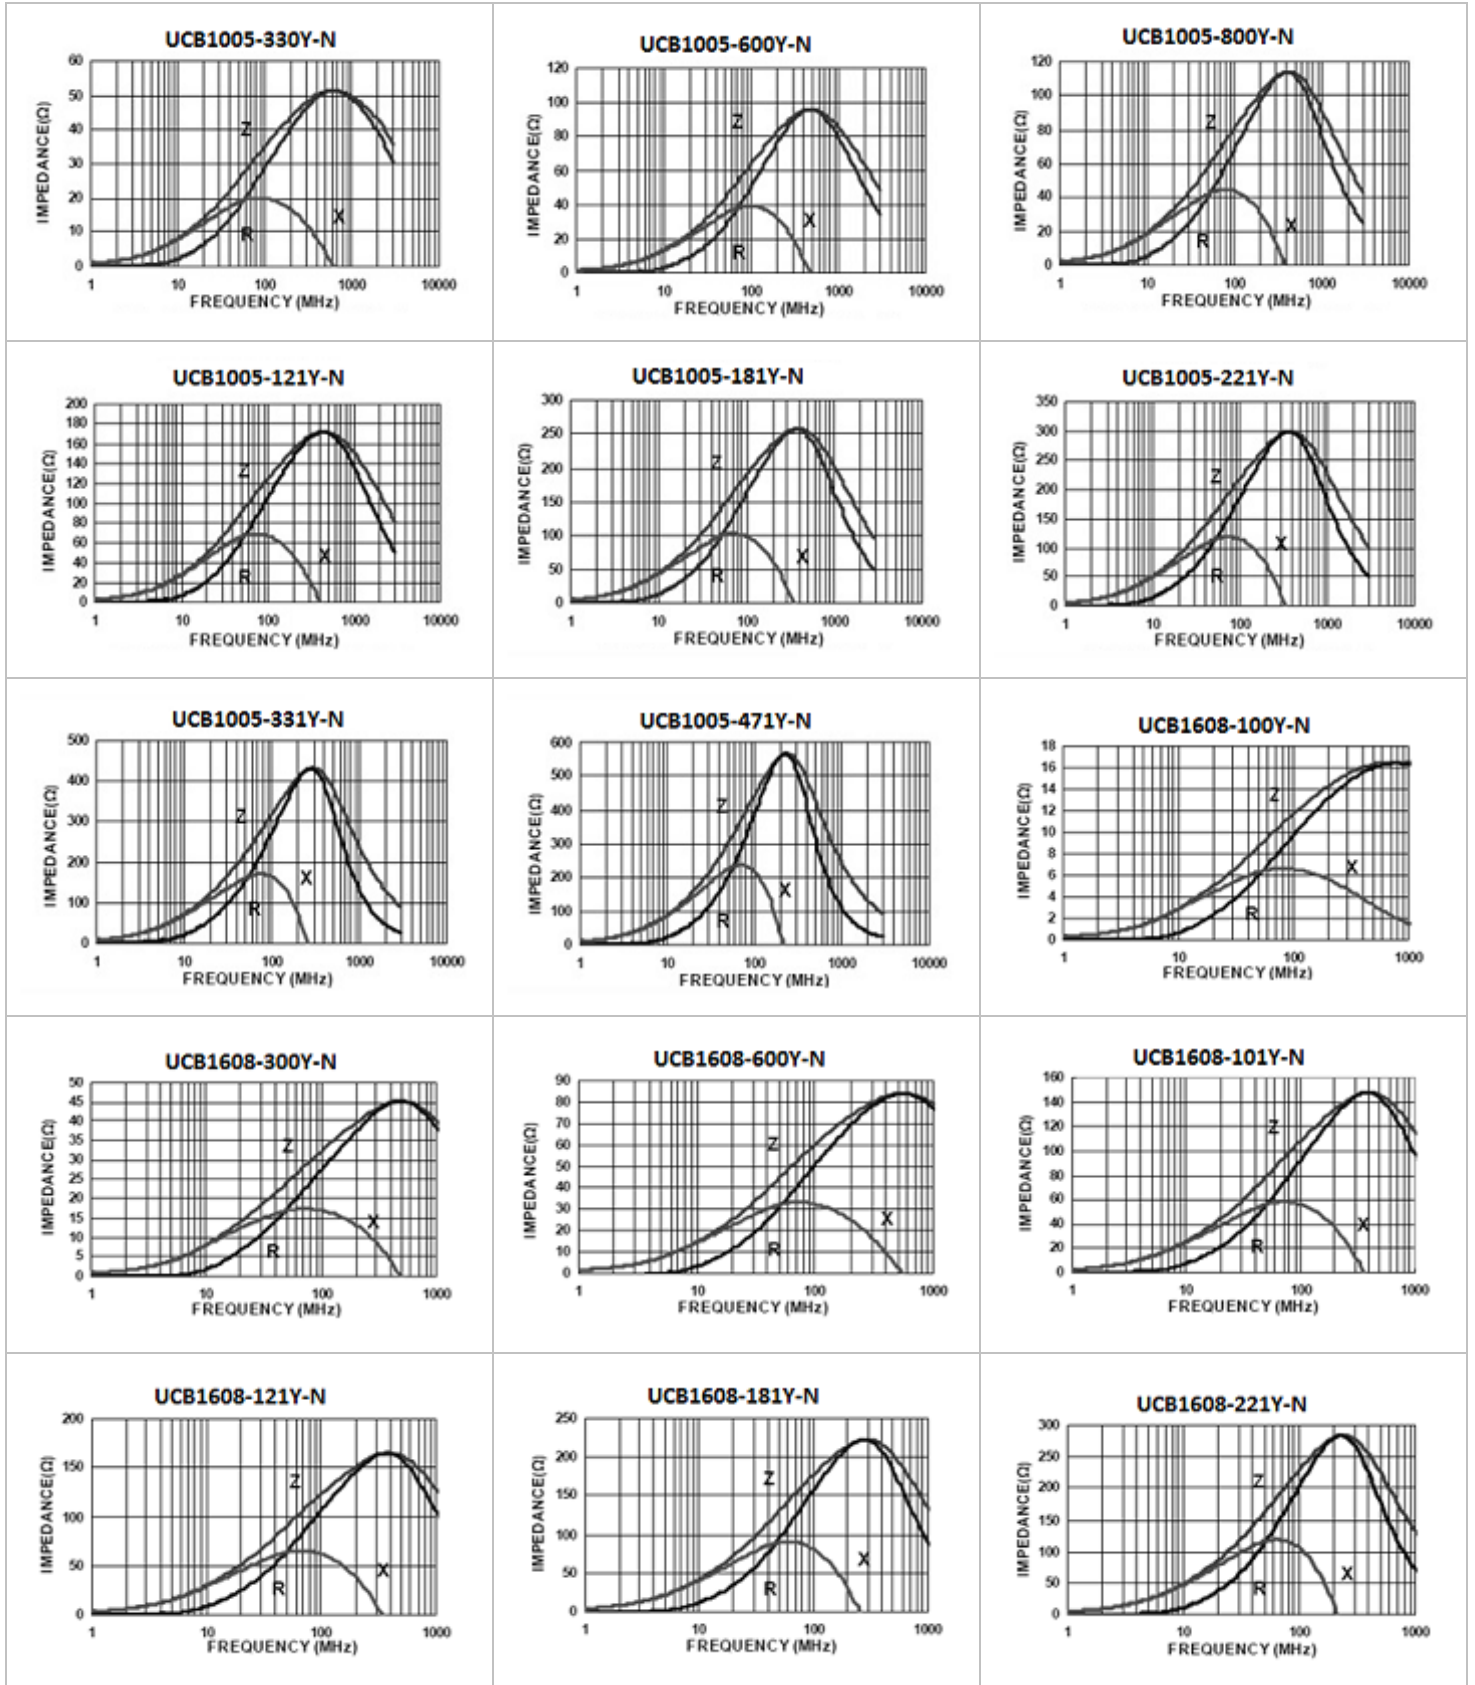 UCB1005-330Y-N
60
50
40
30
20
10
0
IMPEDANCE(Ω)
Z
R
X
1 10 100 1000 10000
FREQUENCY (MHz)
UCB1005-600Y-N
120
100
80
60
40
20
0
IMPEDANCE(Ω)
Z
R
X
1 10 100 1000 10000
FREQUENCY (MHz)
UCB1005-800Y-N
120
100
80
60
40
20
0
IMPEDANCE(Ω)
Z
R
X
1 10 100 1000 10000
FREQUENCY (MHz)
UCB1005-121Y-N
200
180
160
140
120
100
80
60
40
20
0
IMPEDANCE(Ω)
Z
R
X
1 10 100 1000 10000
FREQUENCY (MHz)
UCB1005-181Y-N
300
250
200
150
100
50
0
IMPEDANCE(Ω)
Z
R
X
1 10 100 1000 10000
FREQUENCY (MHz)
UCB1005-221Y-N
350
300
250
200
150
100
50
0
IMPEDANCE(Ω)
Z
R
X
1 10 100 1000 10000
FREQUENCY (MHz)
UCB1005-331Y-N
500
400
300
200
100
0
IMPEDANCE(Ω)
Z
R
X
1 10 100 1000 10000
FREQUENCY (MHz)
UCB1005-471Y-N
600
500
400
300
200
100
0
IMPEDANCE(Ω)
Z
R
X
1 10 100 1000 10000
FREQUENCY (MHz)
UCB1608-100Y-N
18
16
14
12
10
8
6
4
2
0
IMPEDANCE(Ω)
Z
R
X
1 10 100 1000
FREQUENCY (MHz)
UCB1608-300Y-N
50
45
40
35
30
25
20
15
10
5
0
IMPEDANCE(Ω)
Z
R
X
1 10 100 1000
FREQUENCY (MHz)
UCB1608-600Y-N
90
80
70
60
50
40
30
20
10
0
IMPEDANCE(Ω)
Z
R
X
1 10 100 1000
FREQUENCY (MHz)
UCB1608-101Y-N
160
140
120
100
80
60
40
20
0
IMPEDANCE(Ω)
Z
R
X
1 10 100 1000
FREQUENCY (MHz)
UCB1608-121Y-N
200
150
100
50
0
IMPEDANCE(Ω)
Z
R
X
1 10 100 1000
FREQUENCY (MHz)
UCB1608-181Y-N
250
200
150
100
50
0
IMPEDANCE(Ω)
Z
R
X
1 10 100 1000
FREQUENCY (MHz)
UCB1608-221Y-N
300
250
200
150
100
50
0
IMPEDANCE(Ω)
Z
R
X
1 10 100 1000
FREQUENCY (MHz)